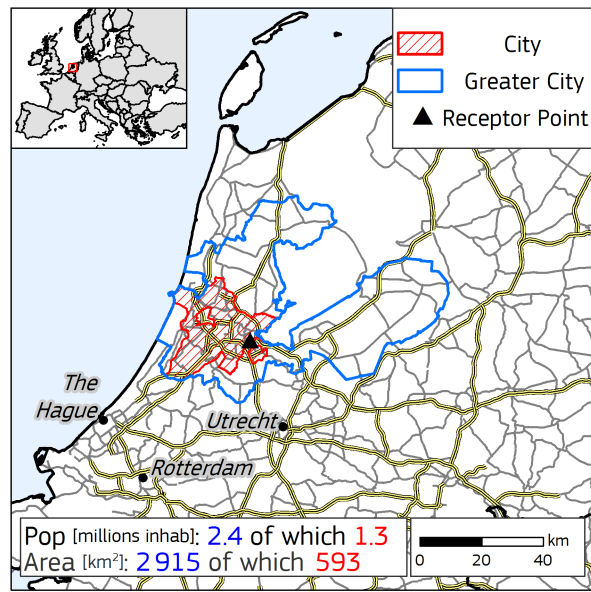 City
Greater City
Receptor Point
The
Hague
Utrecht
Rotterdam
Pop [millions inhab]: 2.4 of which 1.3
Area [km²]: 2 915 of which 593
km
0 20 40